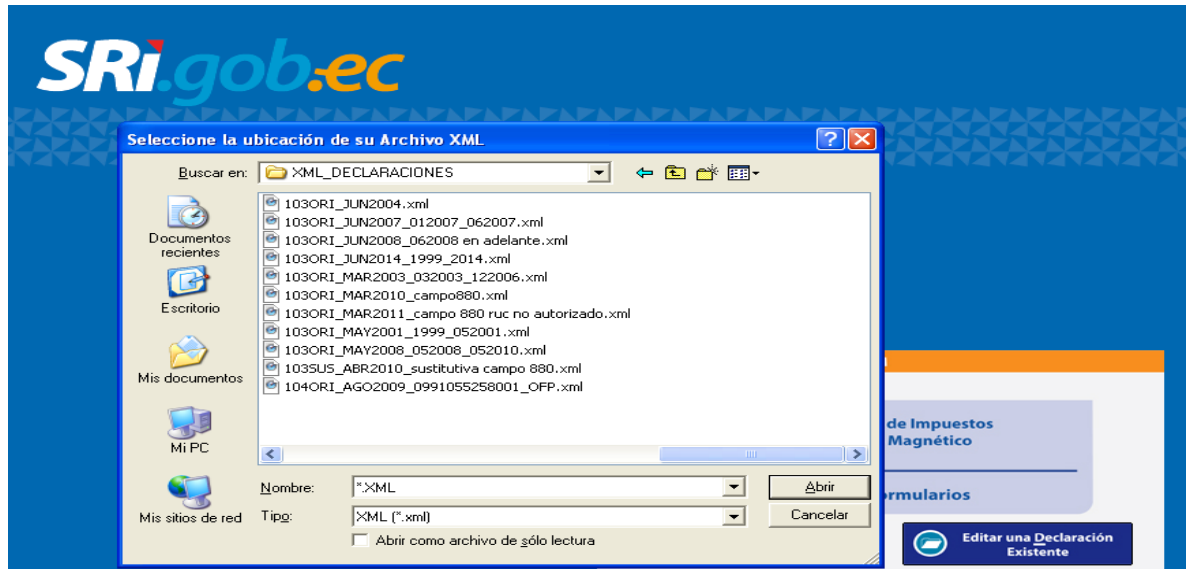 SRi.gob.ec
Seleccione la ubicación de su Archivo XML
Buscar en: XML_DECLARACIONES
Documentos recientes
Escritorio
Mis documentos
Mi PC
Mis sitios de red
103ORI_JUN2004.xml
103ORI_JUN2007_012007_062007.xml
103ORI_JUN2008_062008 en adelante.xml
103ORI_JUN2014_1999_2014.xml
103ORI_MAR2003_032003_122006.xml
103ORI_MAR2010_campo880.xml
103ORI_MAR2011_campo 880 ruc no autorizado.xml
103ORI_MAY2001_1999_052001.xml
103ORI_MAY2008_052008_052010.xml
103SUS_ABR2010_sustitutiva campo 880.xml
104ORI_AGO2009_0991055258001_OFP.xml
Nombre: *.XML Abrir
Tipo: XML (*.xml) Cancelar
Abrir como archivo de sólo lectura
de Impuestos
Magnético
rmularios
Editar una Declaración
Existente